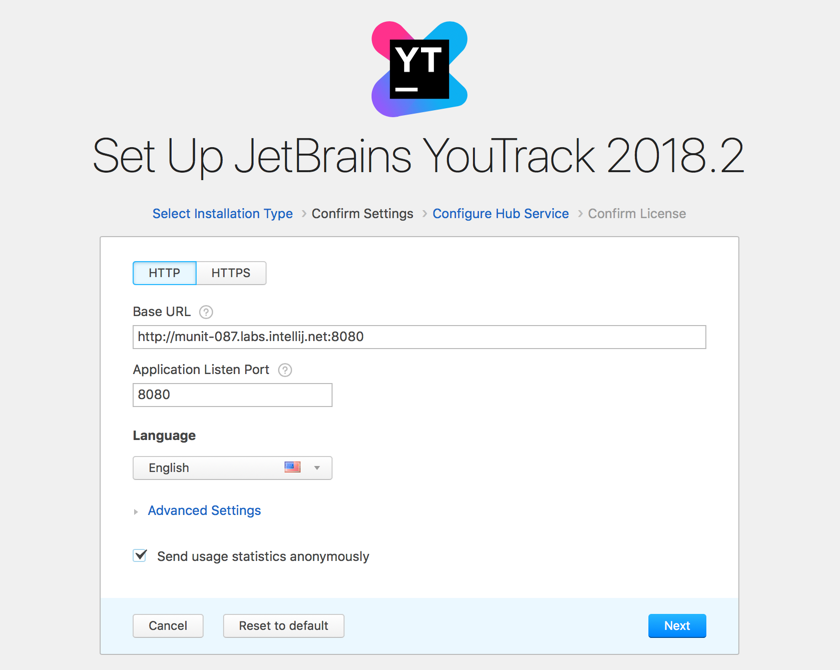 YT
Set Up JetBrains YouTrack 2018.2
Select Installation Type › Confirm Settings › Configure Hub Service › Confirm License
HTTP HTTPS
Base URL ?
http://munit-087.labs.intellij.net:8080
Application Listen Port ?
8080
Language
English
Advanced Settings
Send usage statistics anonymously
Cancel Reset to default Next